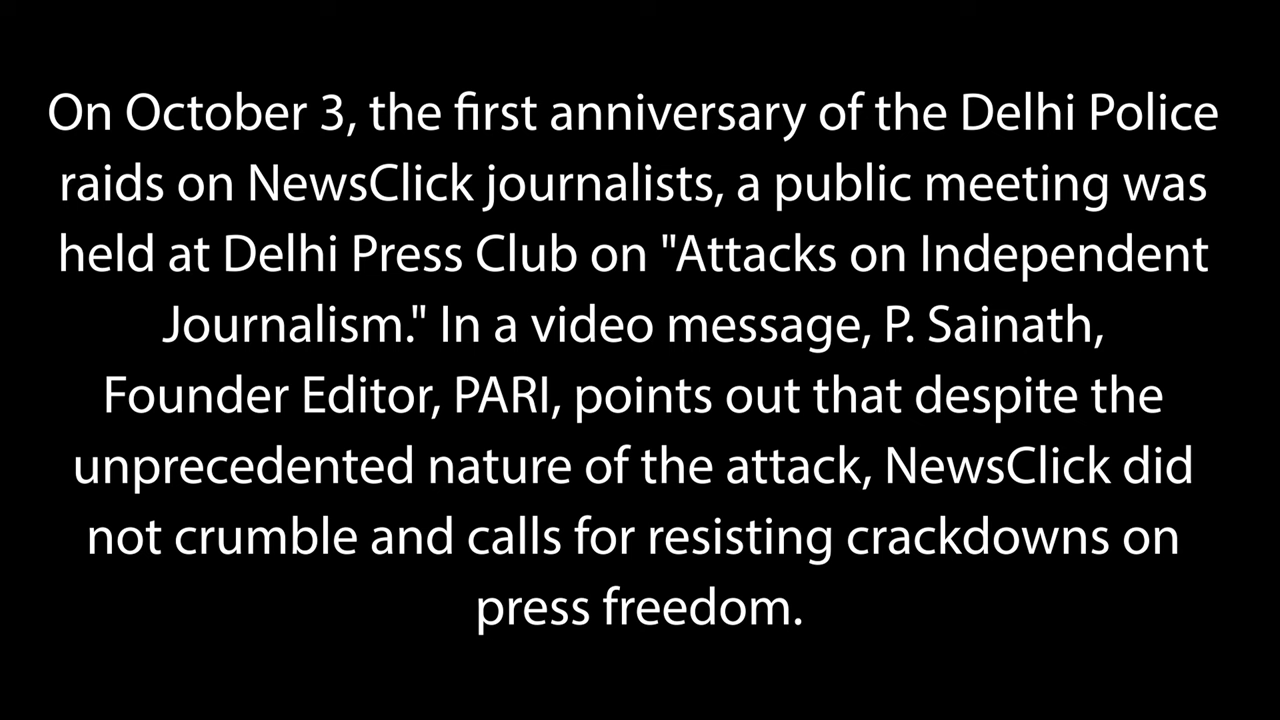 On October 3, the first anniversary of the Delhi Police
raids on NewsClick journalists, a public meeting was
held at Delhi Press Club on "Attacks on Independent
Journalism." In a video message, P. Sainath,
Founder Editor, PARI, points out that despite the
unprecedented nature of the attack, NewsClick did
not crumble and calls for resisting crackdowns on
press freedom.